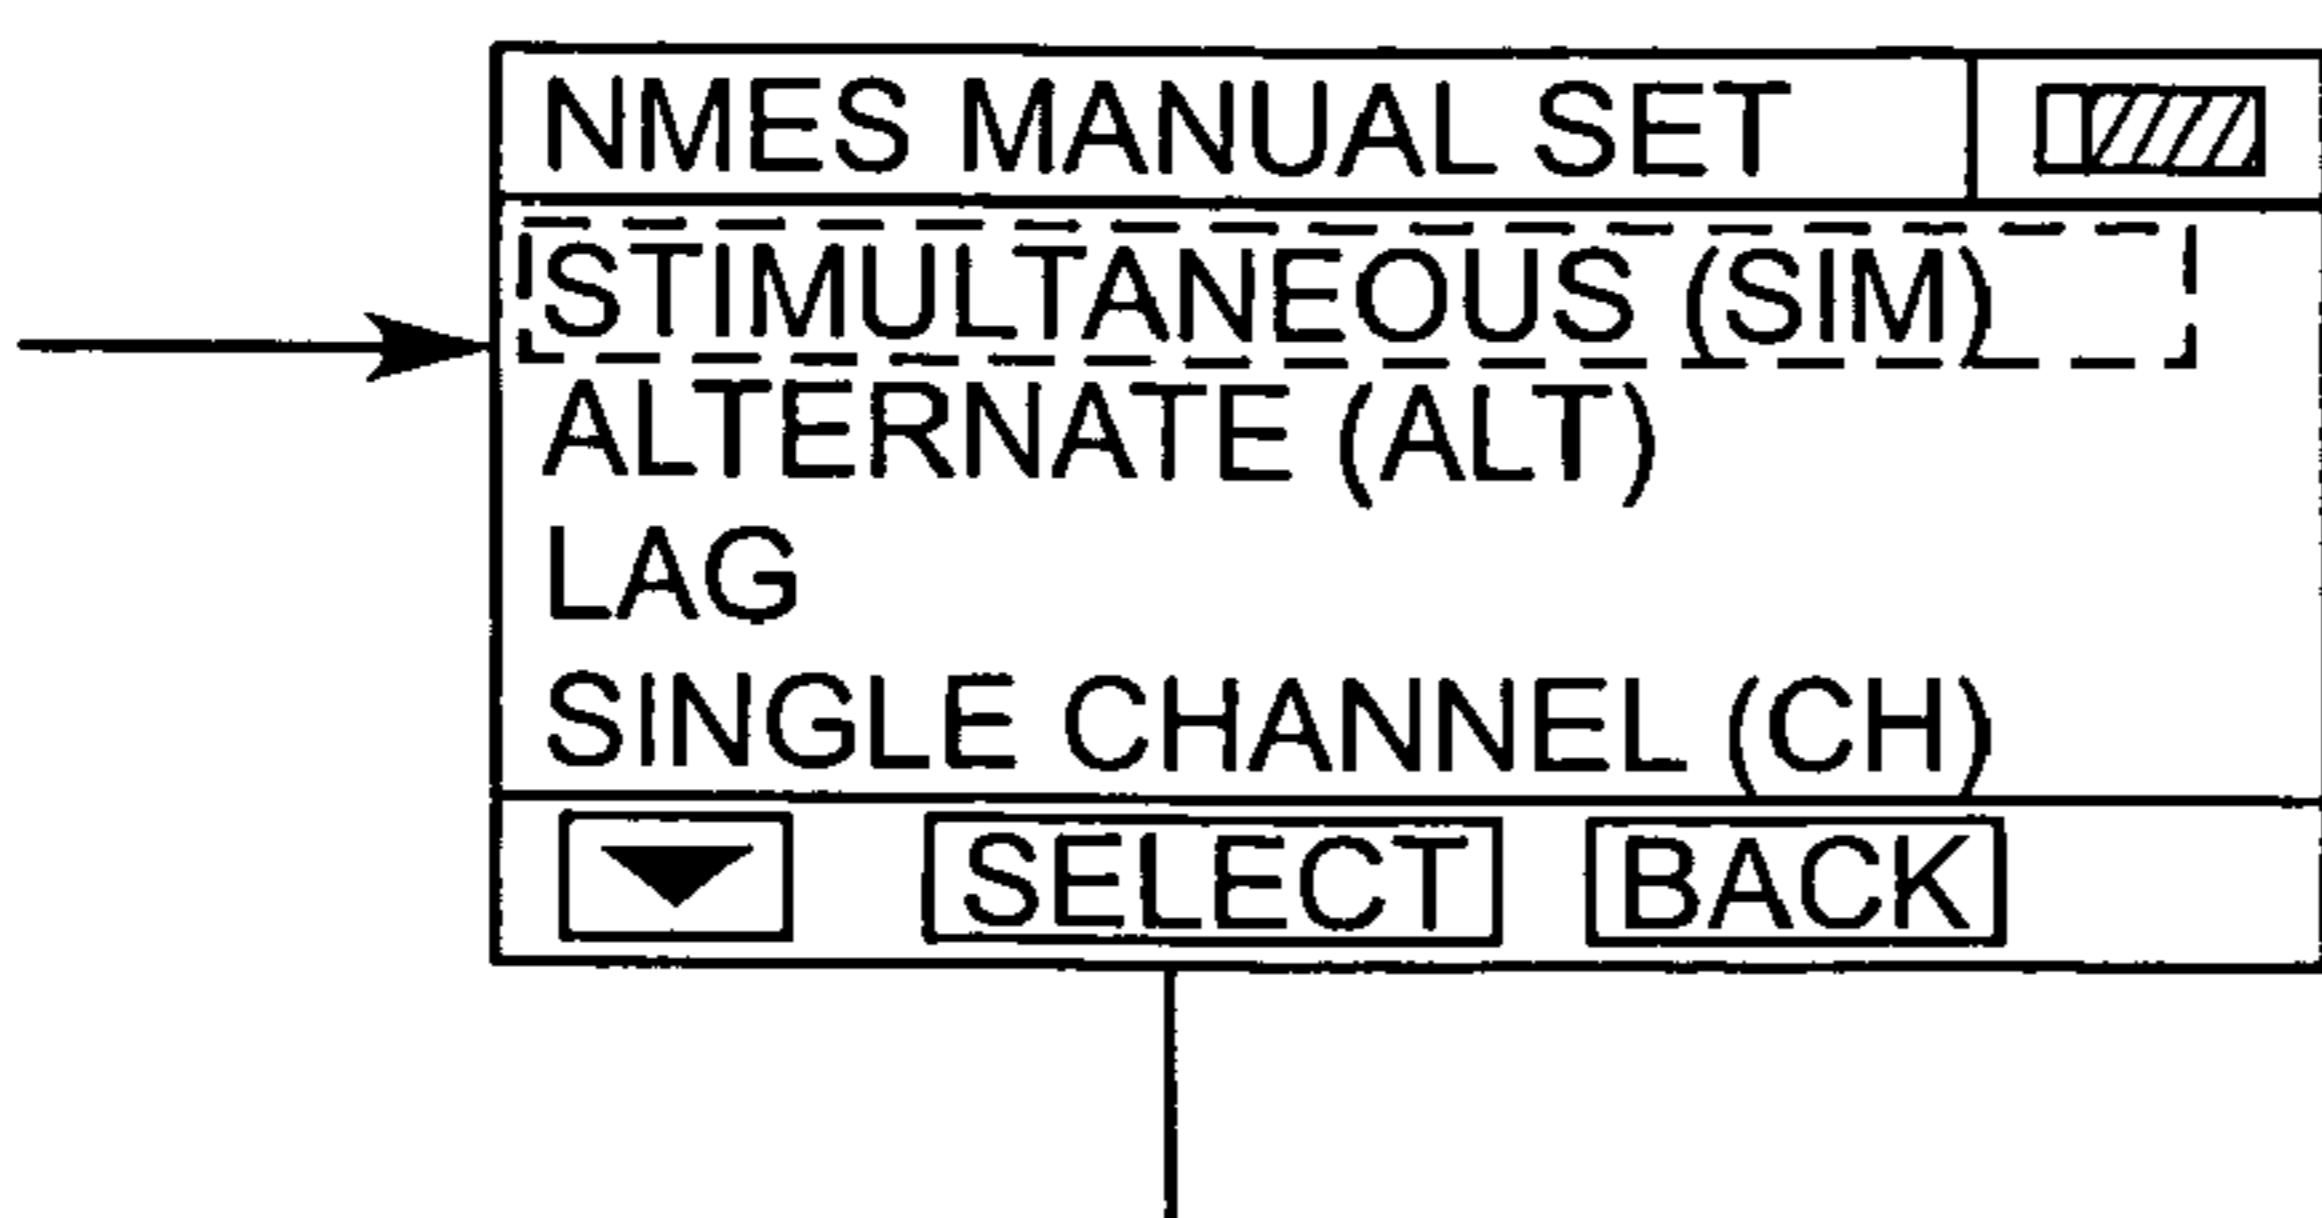 NMES MANUAL SET
STIMULTANEOUS (SIM)
ALTERNATE (ALT)
LAG
SINGLE CHANNEL (CH)
SELECT BACK